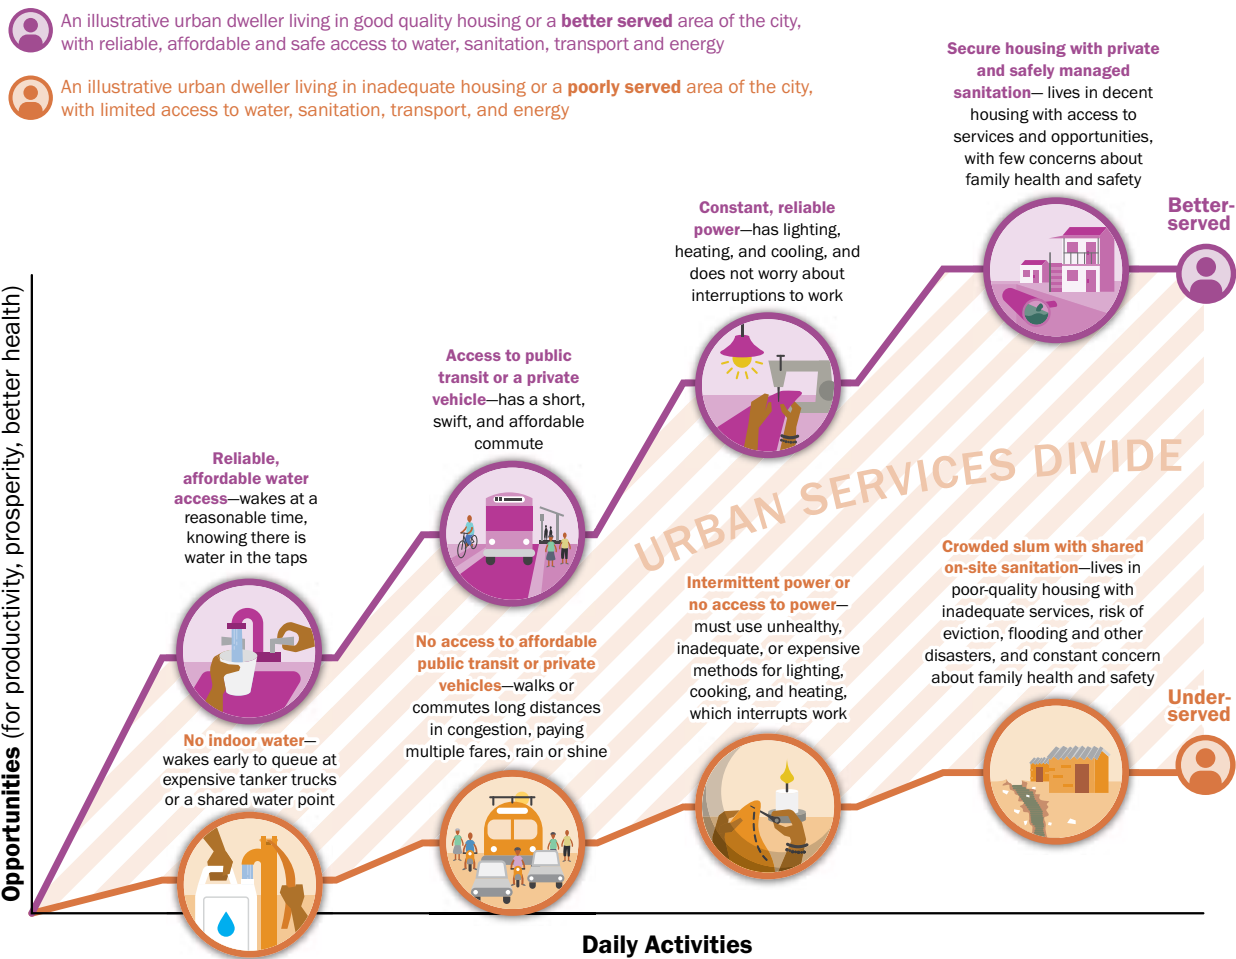 An illustrative urban dweller living in good quality housing or a better served area of the city,
with reliable, affordable and safe access to water, sanitation, transport and energy
An illustrative urban dweller living in inadequate housing or a poorly served area of the city,
with limited access to water, sanitation, transport, and energy
Secure housing with private
and safely managed
sanitation— lives in decent
housing with access to
services and opportunities,
with few concerns about
family health and safety
Better-
served
Constant, reliable
power—has lighting,
heating, and cooling, and
does not worry about
interruptions to work
Access to public
transit or a private
vehicle—has a short,
swift, and affordable
commute
Reliable,
affordable water
access—wakes at a
reasonable time,
knowing there is
water in the taps
URBAN SERVICES DIVIDE
Crowded slum with shared
on-site sanitation—lives in
poor-quality housing with
inadequate services, risk of
eviction, flooding and other
disasters, and constant concern
about family health and safety
Under-
served
Intermittent power or
no access to power—
must use unhealthy,
inadequate, or expensive
methods for lighting,
cooking, and heating,
which interrupts work
No access to affordable
public transit or private
vehicles—walks or
commutes long distances
in congestion, paying
multiple fares, rain or shine
No indoor water—
wakes early to queue at
expensive tanker trucks
or a shared water point
Opportunities (for productivity, prosperity, better health)
Daily Activities